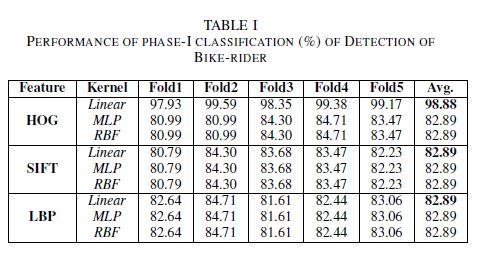 TABLE I
PERFORMANCE OF PHASE-I CLASSIFICATION (%) OF DETECTION OF
BIKE-RIDER
Feature Kernel Fold1 Fold2 Fold3 Fold4 Fold5 Avg.
Linear 97.93 99.59 98.35 99.38 99.17 98.88
HOG MLP 80.99 80.99 84.30 84.71 83.47 82.89
RBF 80.99 80.99 84.30 84.71 83.47 82.89
Linear 80.79 84.30 83.68 83.47 82.23 82.89
SIFT MLP 80.79 84.30 83.68 83.47 82.23 82.89
RBF 80.79 84.30 83.68 83.47 82.23 82.89
Linear 82.64 84.71 81.61 82.44 83.06 82.89
LBP MLP 82.64 84.71 81.61 82.44 83.06 82.89
RBF 82.64 84.71 81.61 82.44 83.06 82.89